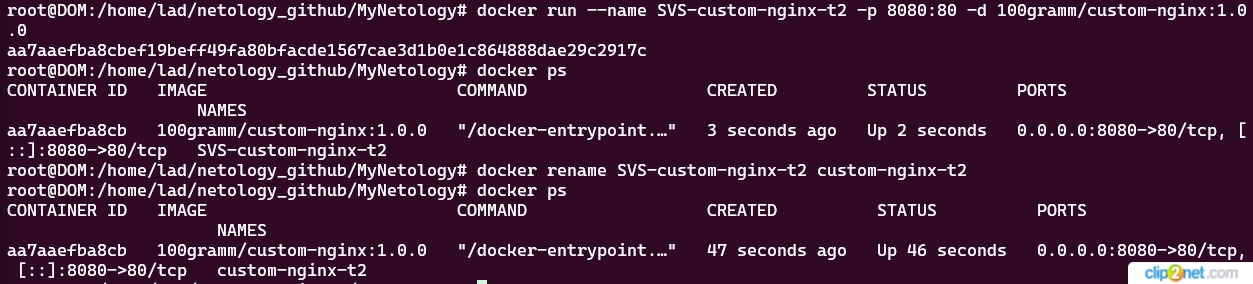 root@DOM:/home/lad/netology_github/MyNetology# docker run --name SVS-custom-nginx-t2 -p 8080:80 -d 100gramm/custom-nginx:1.0
.0
aa7aaefba8cbef19beff49fa80bfacde1567cae3d1b0e1c864888dae29c2917c
root@DOM:/home/lad/netology_github/MyNetology# docker ps
CONTAINER ID   IMAGE                         COMMAND                  CREATED         STATUS         PORTS
                   NAMES
aa7aaefba8cb   100gramm/custom-nginx:1.0.0   "/docker-entrypoint.…"   3 seconds ago   Up 2 seconds   0.0.0.0:8080->80/tcp, [
::]:8080->80/tcp   SVS-custom-nginx-t2
root@DOM:/home/lad/netology_github/MyNetology# docker rename SVS-custom-nginx-t2 custom-nginx-t2
root@DOM:/home/lad/netology_github/MyNetology# docker ps
CONTAINER ID   IMAGE                         COMMAND                  CREATED          STATUS          PORTS
                     NAMES
aa7aaefba8cb   100gramm/custom-nginx:1.0.0   "/docker-entrypoint.…"   47 seconds ago   Up 46 seconds   0.0.0.0:8080->80/tcp,
 [::]:8080->80/tcp   custom-nginx-t2
clip2net.com